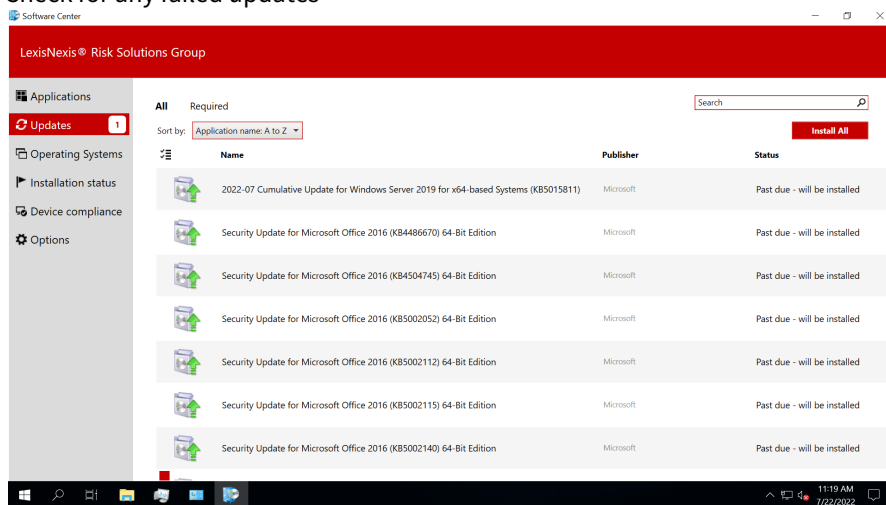 Check for any failed updates
Software Center
LexisNexis® Risk Solutions Group
Applications
Updates 1
Operating Systems
Installation status
Device compliance
Options
All Required
Search
Sort by: Application name: A to Z
Install All
Name Publisher Status
2022-07 Cumulative Update for Windows Server 2019 for x64-based Systems (KB5015811) Microsoft Past due - will be installed
Security Update for Microsoft Office 2016 (KB4486670) 64-Bit Edition Microsoft Past due - will be installed
Security Update for Microsoft Office 2016 (KB4504745) 64-Bit Edition Microsoft Past due - will be installed
Security Update for Microsoft Office 2016 (KB5002052) 64-Bit Edition Microsoft Past due - will be installed
Security Update for Microsoft Office 2016 (KB5002112) 64-Bit Edition Microsoft Past due - will be installed
Security Update for Microsoft Office 2016 (KB5002115) 64-Bit Edition Microsoft Past due - will be installed
Security Update for Microsoft Office 2016 (KB5002140) 64-Bit Edition Microsoft Past due - will be installed
11:19 AM
7/22/2022